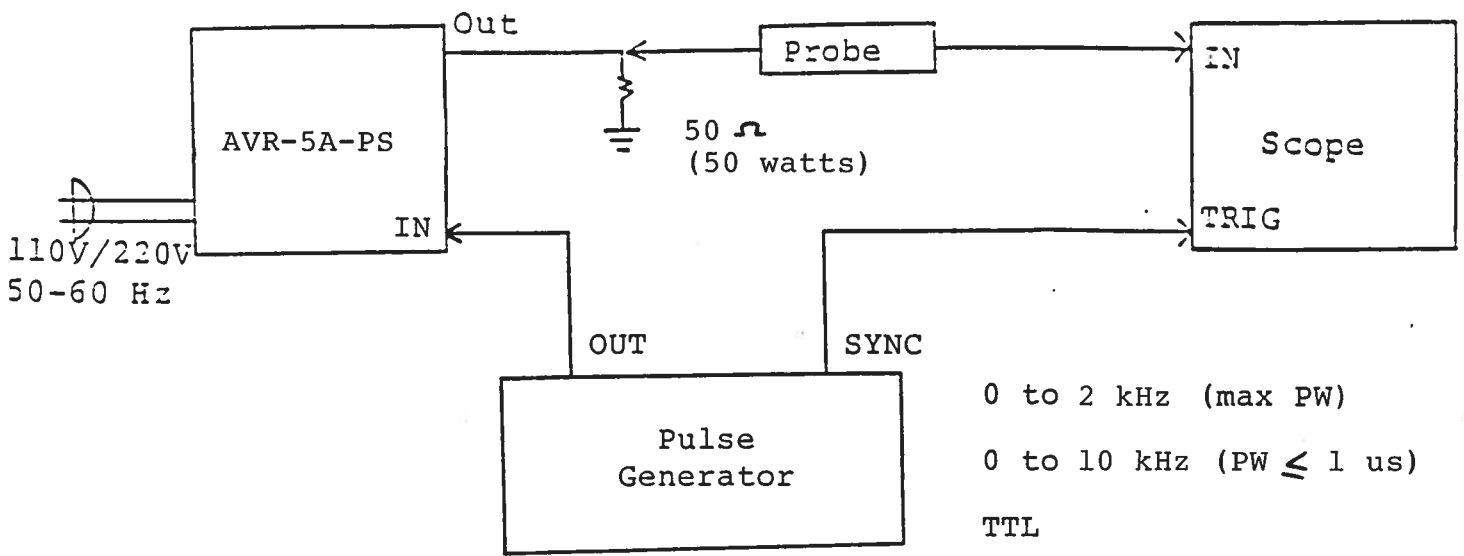 Out
Probe
IN
AVR-5A-PS
50 Ω
(50 watts)
Scope
IN
TRIG
110V/220V
50-60 Hz
OUT
SYNC
Pulse
Generator
0 to 2 kHz (max PW)
0 to 10 kHz (PW ≤ 1 us)
TTL